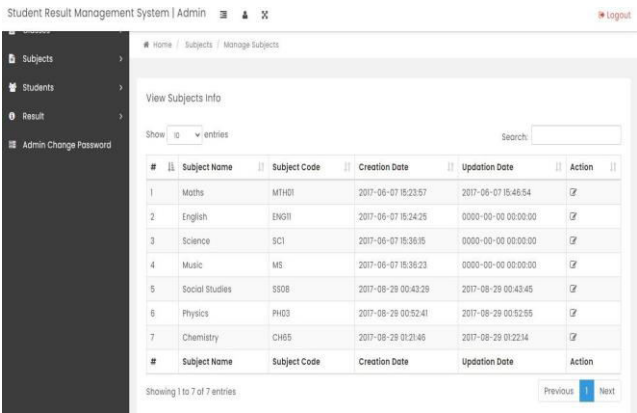 Student Result Management System | Admin
Logout
Classes
Home / Subjects / Manage Subjects
Subjects
Students
Result
Admin Change Password
View Subjects Info
Show 10 entries
Search:
# Subject Name Subject Code Creation Date Updation Date Action
1 Maths MTH01 2017-06-07 15:23:57 2017-06-07 15:46:54
2 English ENG11 2017-06-07 15:24:25 0000-00-00 00:00:00
3 Science SC1 2017-06-07 15:36:15 0000-00-00 00:00:00
4 Music MS 2017-06-07 15:36:23 0000-00-00 00:00:00
5 Social Studies SS08 2017-08-29 00:43:29 2017-08-29 00:43:45
6 Physics PH03 2017-08-29 00:52:41 2017-08-29 00:52:55
7 Chemistry CH65 2017-08-29 01:21:46 2017-08-29 01:22:14
# Subject Name Subject Code Creation Date Updation Date Action
Showing 1 to 7 of 7 entries
Previous 1 Next